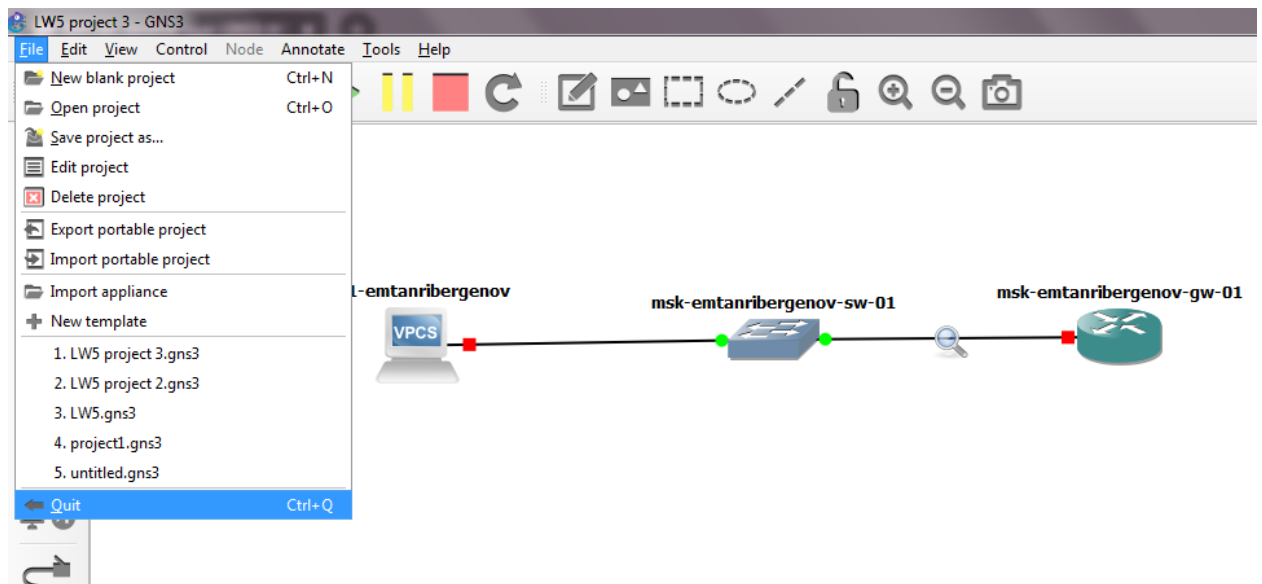 LW5 project 3 - GNS3
File Edit View Control Node Annotate Tools Help
New blank project Ctrl+N
Open project Ctrl+O
Save project as...
Edit project
Delete project
Export portable project
Import portable project
Import appliance
New template
1. LW5 project 3.gns3
2. LW5 project 2.gns3
3. LW5.gns3
4. project1.gns3
5. untitled.gns3
Quit Ctrl+Q
-emtanribergenov
msk-emtanribergenov-sw-01
msk-emtanribergenov-gw-01
VPCS